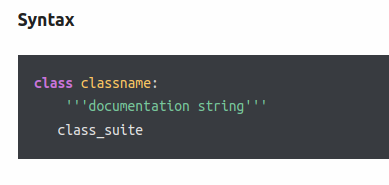 Syntax
class classname:
    '''documentation string'''
   class_suite